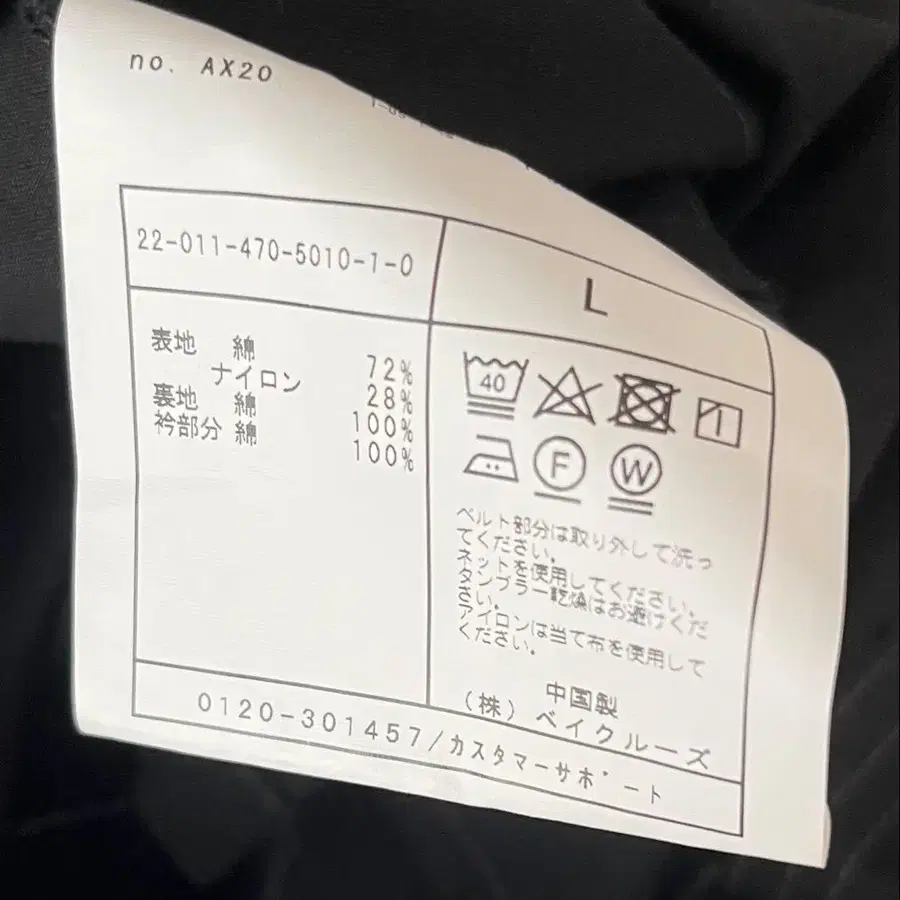 no. AX20
22-011-470-5010-1-0
L
表地 綿 72%
ナイロン 28%
裏地 綿 100%
衿部分 綿 100%
40
F
W
ベルト部分は取り外して洗っ
てください。
ネットを使用してください。
タンブラー乾燥はお避けくだ
さい。
アイロンは当て布を使用して
ください。
中国製
(株) ベイクルーズ
0120-301457/カスタマーサポート